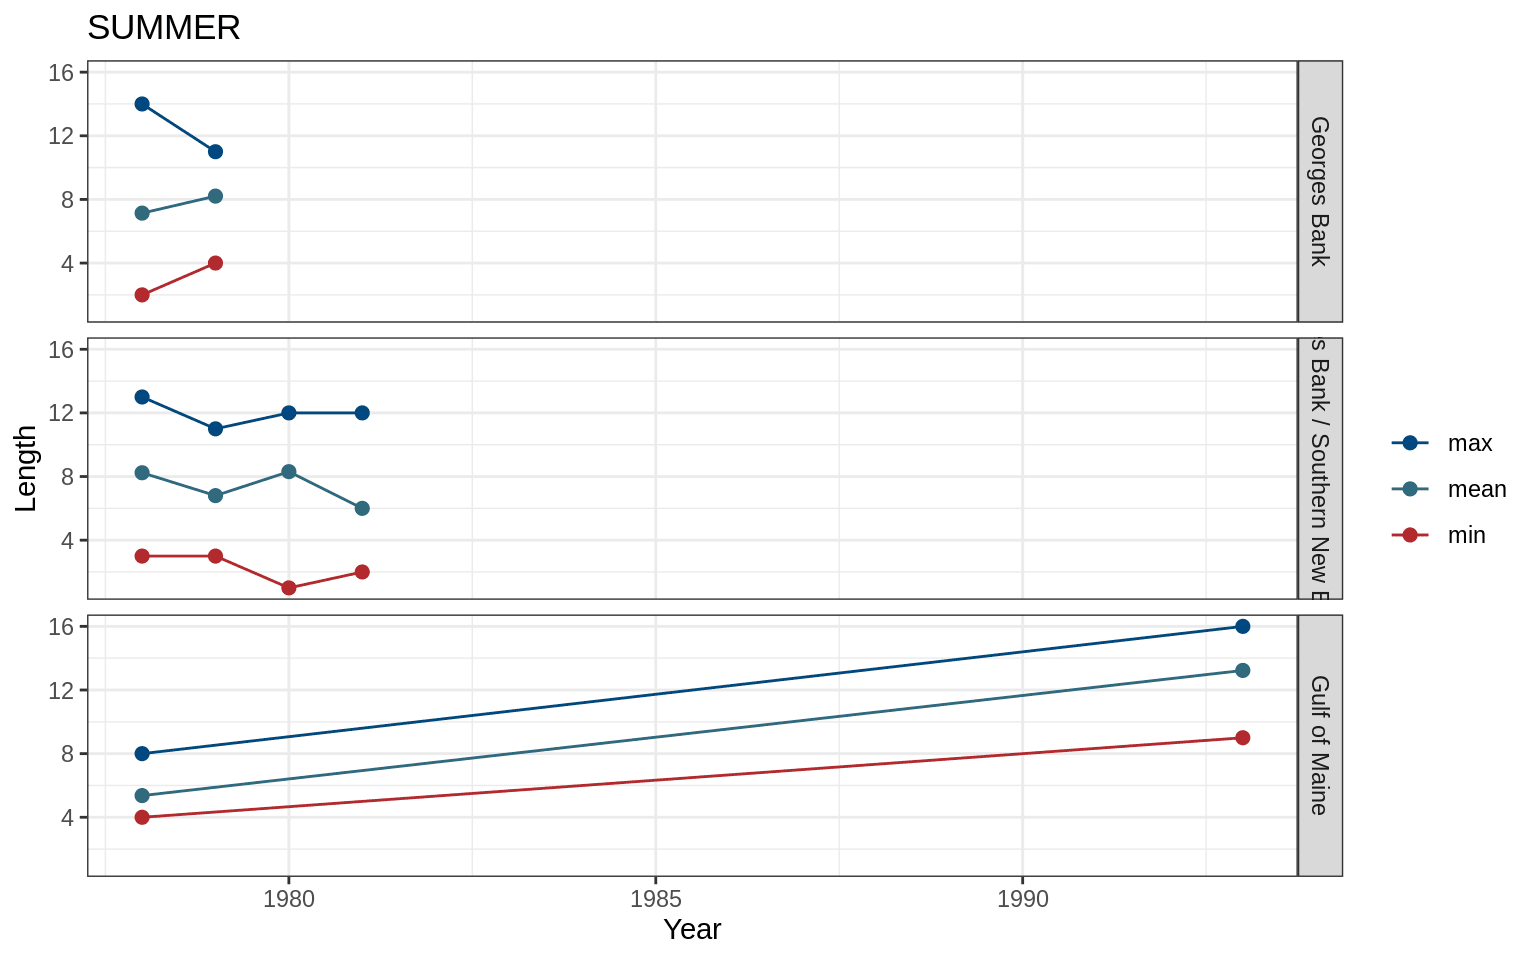 SUMMER
16
12
8
4
Georges Bank
16
12
8
4
s Bank / Southern New
16
12
8
4
Gulf of Maine
1980
1985
1990
Year
Length
max
mean
min